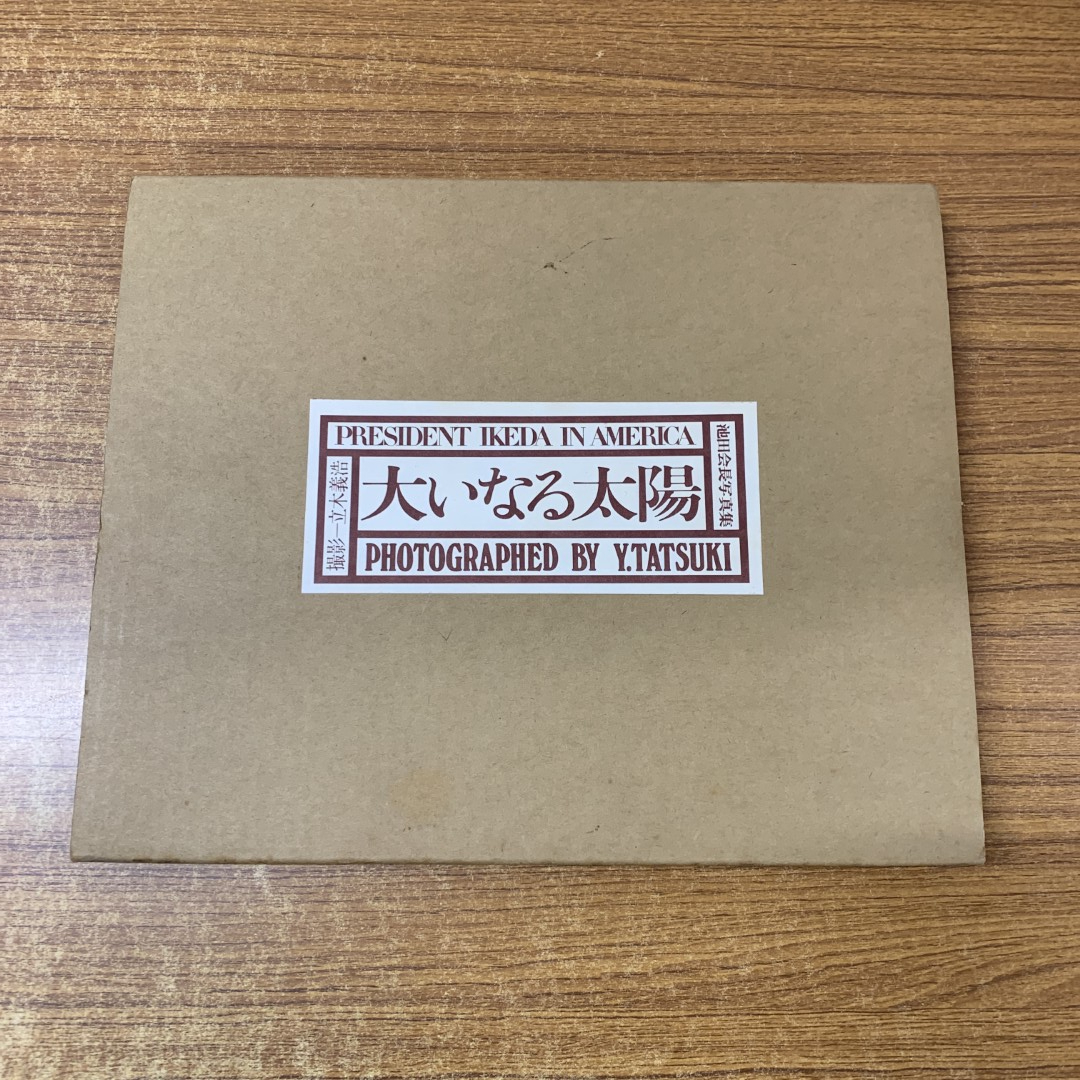 PRESIDENT IKEDA IN AMERICA
池田会長写真集
大いなる太陽
撮影―立木義浩
PHOTOGRAPHED BY Y.TATSUKI